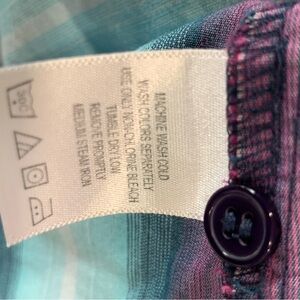 MACHINE WASH COLD
WASH COLORS SEPARATELY
USE ONLY NON-CHLORINE BLEACH
TUMBLE DRY LOW
REMOVE PROMPTLY
MEDIUM STEAM IRON
30C